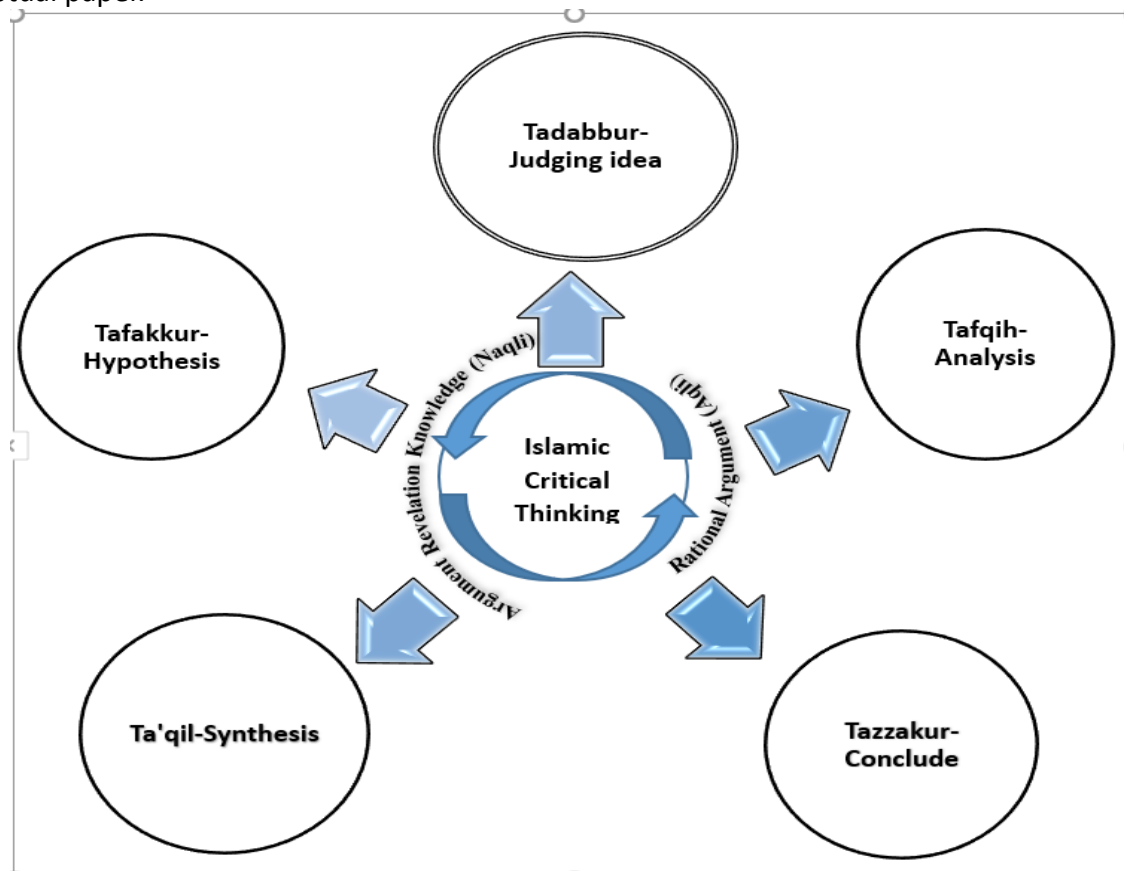 Tadabbur-
Judging idea
Tafakkur-
Hypothesis
Tafqih-
Analysis
Argument Revelation Knowledge (Naqli)
Rational Argument (Aqli)
Islamic
Critical
Thinking
Ta'qil-Synthesis
Tazzakur-
Conclude